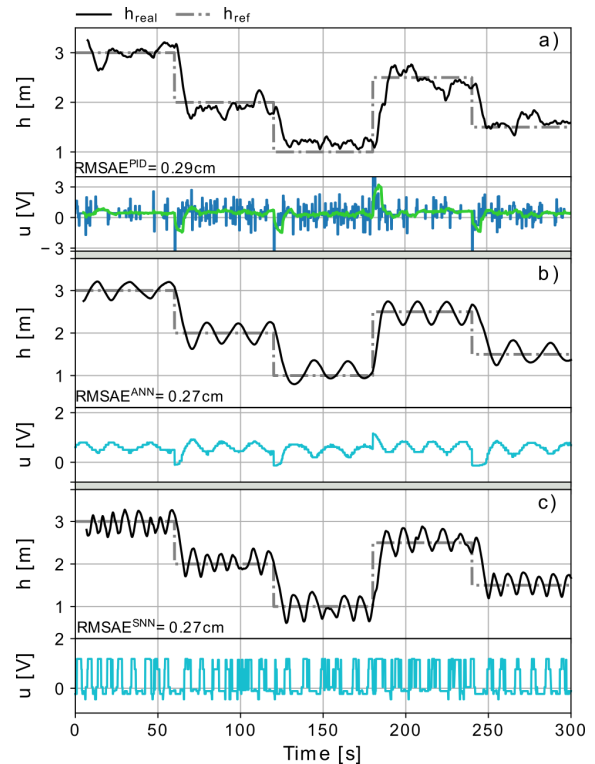 h_real h_ref
a)
3
2
1
h [m]
RMSAE^PID = 0.29cm
3
0
−3
u [V]
b)
3
2
1
h [m]
RMSAE^ANN = 0.27cm
2
0
u [V]
c)
3
2
1
h [m]
RMSAE^SNN = 0.27cm
2
0
u [V]
0 50 100 150 200 250 300
Time [s]